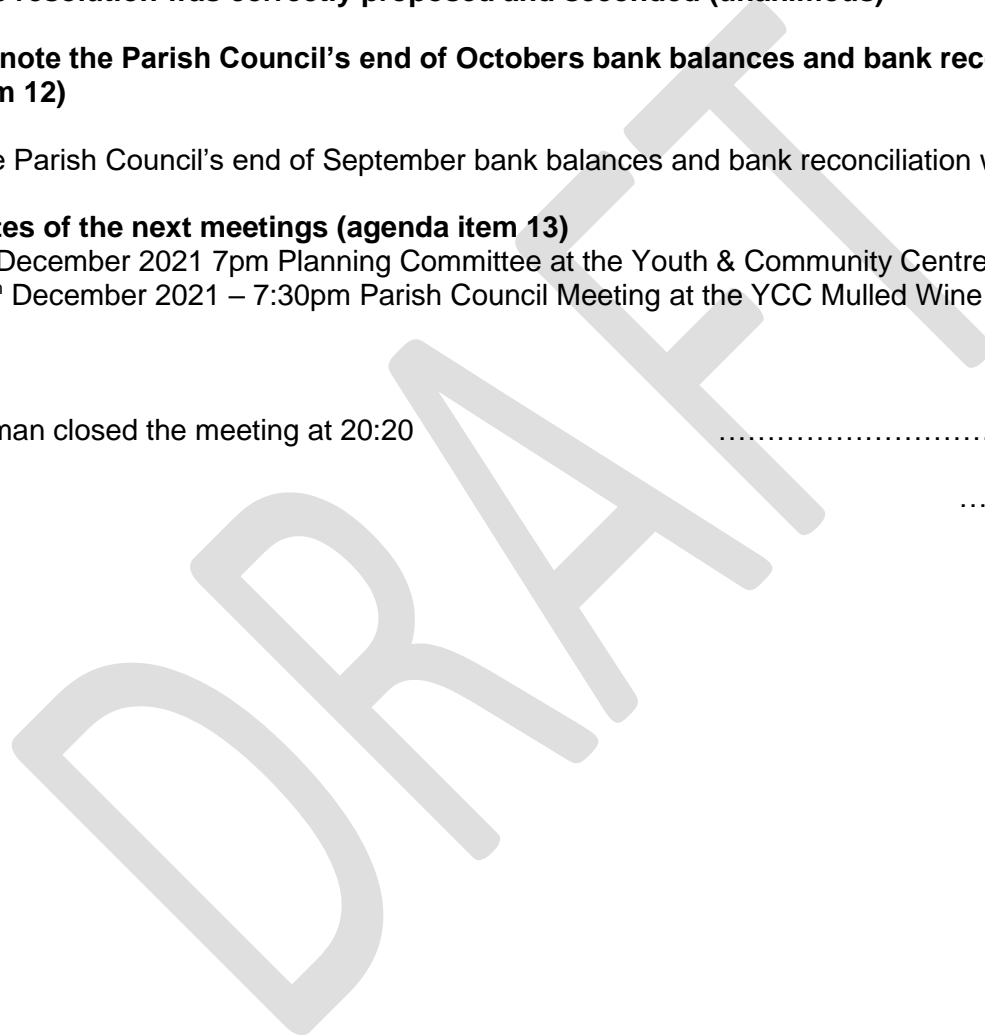 resolution was correctly proposed and seconded (unanimous)
note the Parish Council's end of Octobers bank balances and bank
12)
Parish Council's end of September bank balances and bank reconciliation
of the next meetings (agenda item 13)
December 2021 7pm Planning Committee at the Youth & Community Centre
December 2021 – 7:30pm Parish Council Meeting at the YCC Mulled Wine
closed the meeting at 20:20 ..............................
...
DRAFT